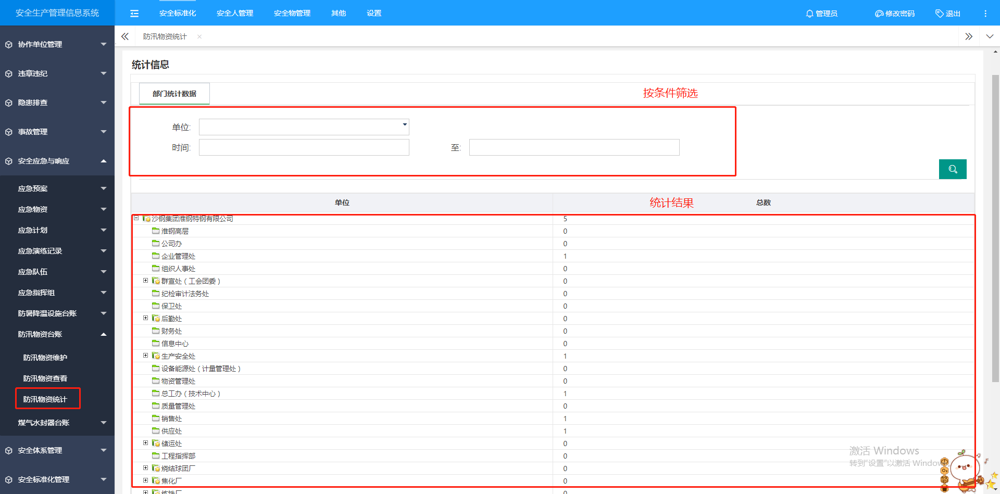 安全生产管理信息系统
安全标准化
安全人管理
安全物管理
其他
设置
管理员
修改密码
退出
防汛物资统计
协作单位管理
违章违纪
隐患排查
事故管理
安全应急与响应
应急预案
应急物资
应急计划
应急演练记录
应急队伍
应急指挥组
防暑降温设施台账
防汛物资台账
防汛物资维护
防汛物资查看
防汛物资统计
煤气水封器台账
安全体系管理
安全标准化管理
统计信息
部门统计数据
按条件筛选
单位:
时间:
至:
单位
统计结果
总数
沙钢集团淮钢特钢有限公司 5
淮钢高层 0
公司办 0
企业管理处 1
组织人事处 0
群宣处（工会团委） 0
纪检审计法务处 0
保卫处 0
后勤处 0
财务处 0
信息中心 0
生产安全处 1
设备能源处（计量管理处） 0
物资管理处 0
总工办（技术中心） 1
质量管理处 0
销售处 1
供应处 1
储运处 0
工程指挥部 0
烧结球团厂 0
焦化厂 0
炼铁厂 0
激活 Windows
转到"设置"以激活 Windows
中
简